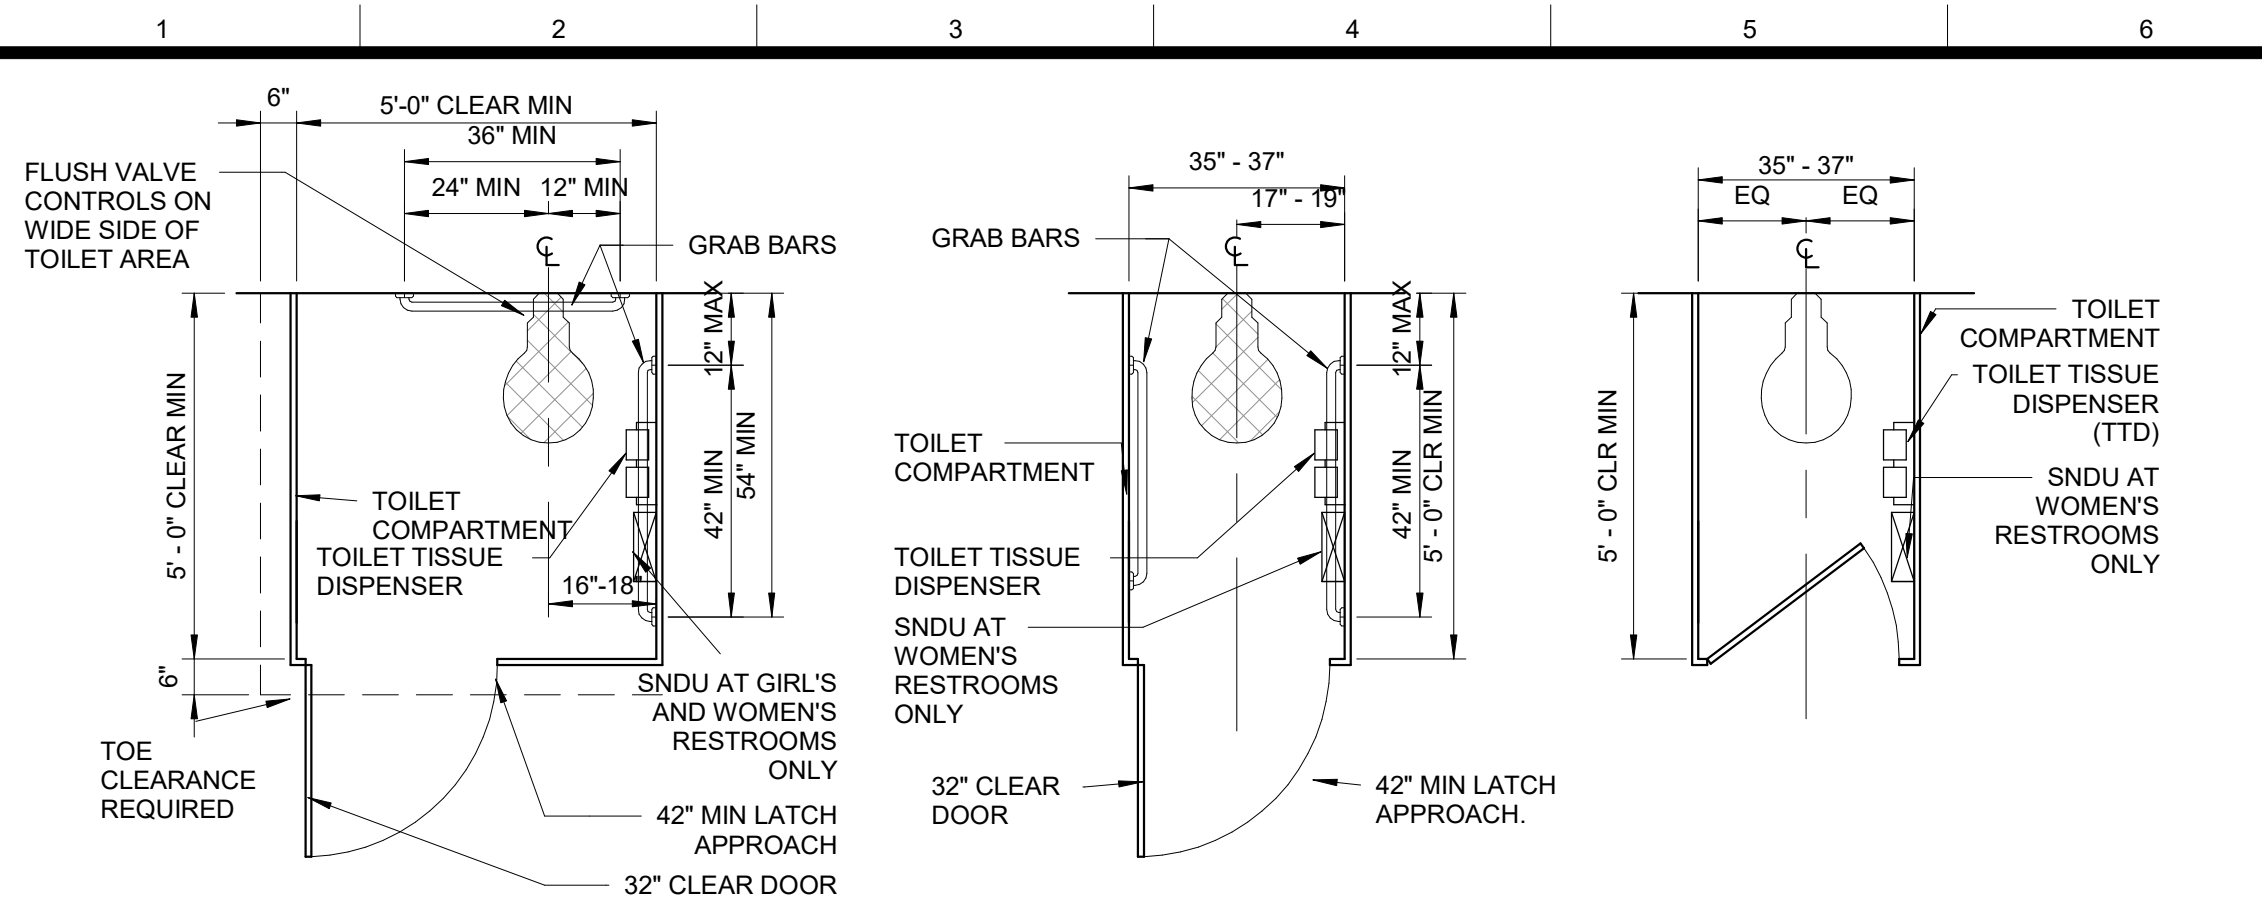 1
2
3
4
5
6
6"
5'-0" CLEAR MIN
36" MIN
24" MIN
12" MIN
FLUSH VALVE
CONTROLS ON
WIDE SIDE OF
TOILET AREA
℄
GRAB BARS
12" MAX
42" MIN
54" MIN
5' - 0" CLEAR MIN
6"
TOILET
COMPARTMENT
TOILET TISSUE
DISPENSER
16"-18"
SNDU AT GIRL'S
AND WOMEN'S
RESTROOMS
ONLY
TOE
CLEARANCE
REQUIRED
42" MIN LATCH
APPROACH
32" CLEAR DOOR
35" - 37"
17" - 19"
GRAB BARS
℄
12" MAX
42" MIN
5' - 0" CLR MIN
TOILET
COMPARTMENT
TOILET TISSUE
DISPENSER
SNDU AT
WOMEN'S
RESTROOMS
ONLY
32" CLEAR
DOOR
42" MIN LATCH
APPROACH.
35" - 37"
EQ
EQ
℄
5' - 0" CLR MIN
TOILET
COMPARTMENT
TOILET TISSUE
DISPENSER
(TTD)
SNDU AT
WOMEN'S
RESTROOMS
ONLY